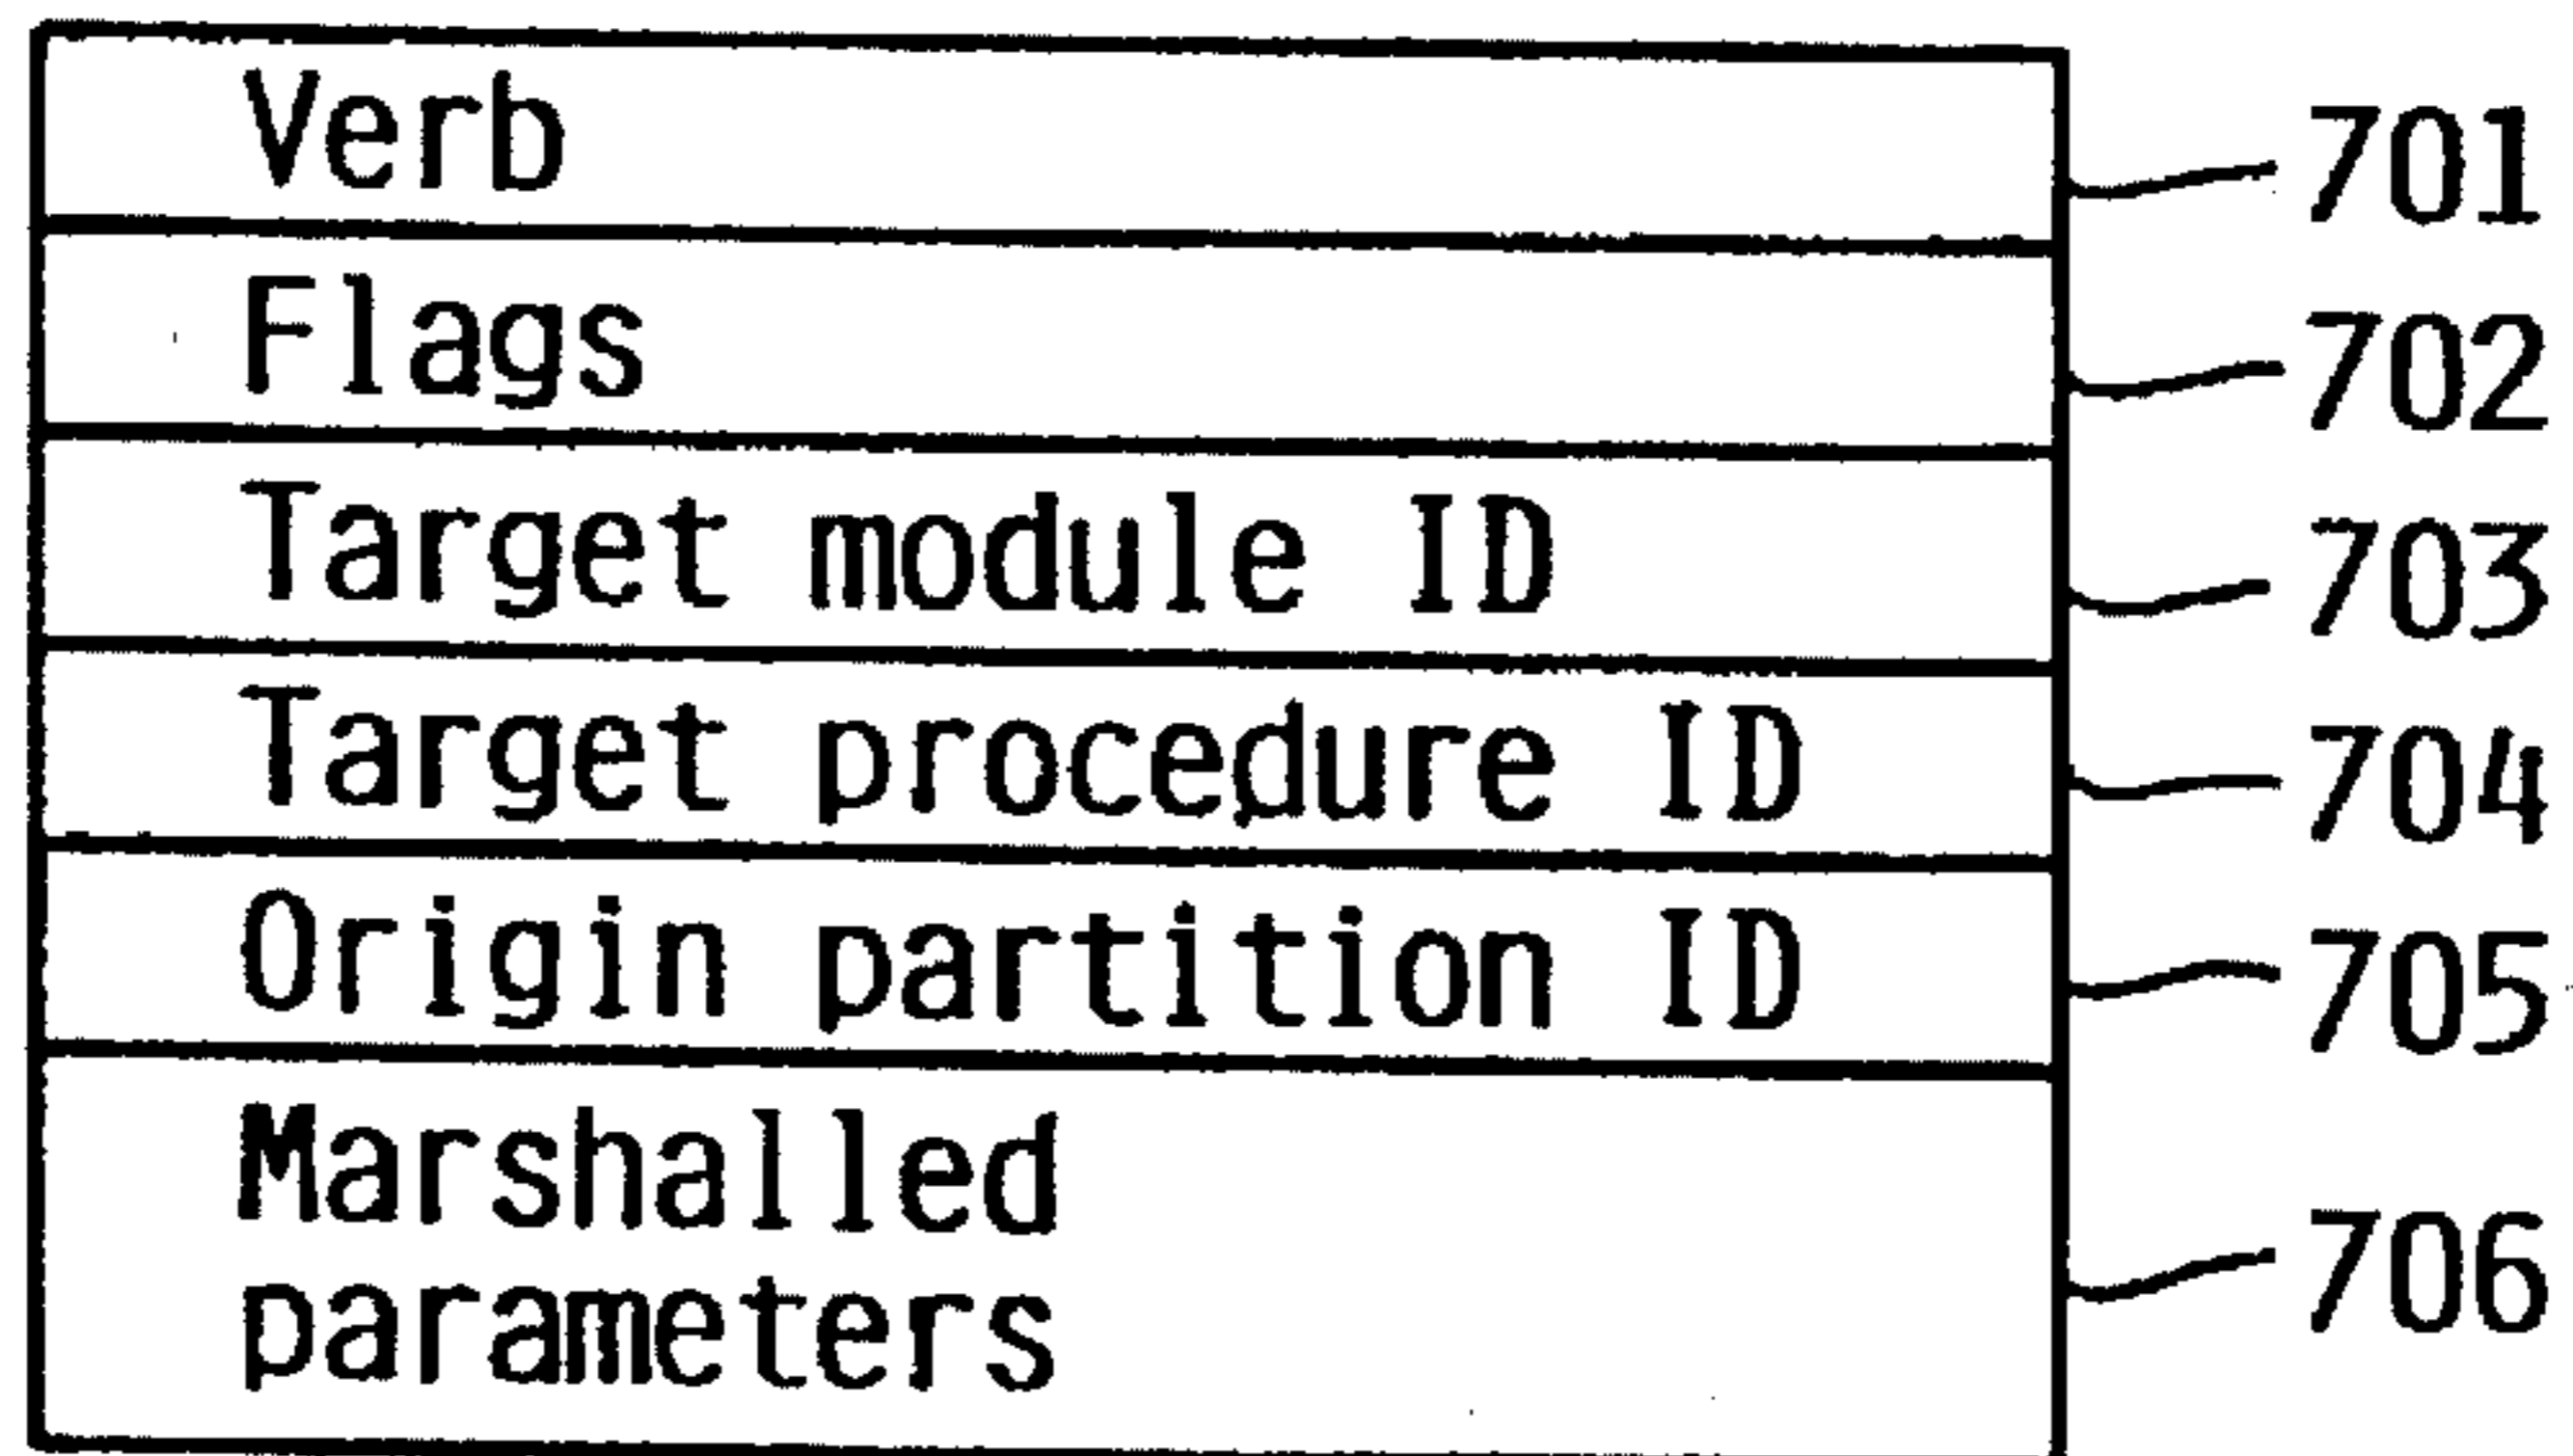 Verb 701
Flags 702
Target module ID 703
Target procedure ID 704
Origin partition ID 705
Marshalled
parameters 706